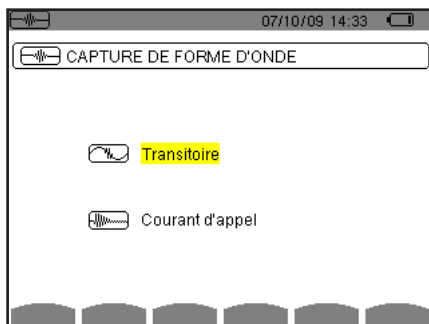 07/10/09 14:33
CAPTURE DE FORME D'ONDE
Transitoire
Courant d'appel